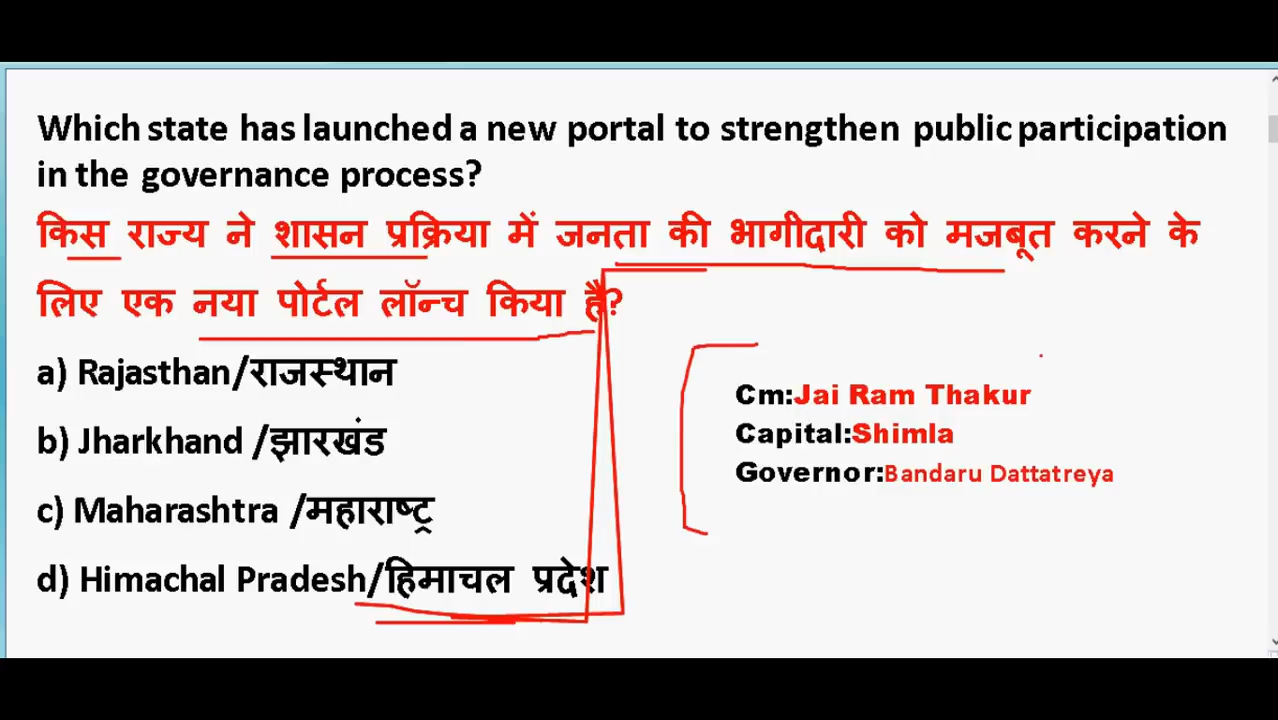 Which state has launched a new portal to strengthen public participation
in the governance process?
किस राज्य ने शासन प्रक्रिया में जनता की भागीदारी को मजबूत करने के
लिए एक नया पोर्टल लॉन्च किया है?
a) Rajasthan/राजस्थान
b) Jharkhand /झारखंड
c) Maharashtra /महाराष्ट्र
d) Himachal Pradesh/हिमाचल प्रदेश
Cm:Jai Ram Thakur
Capital:Shimla
Governor:Bandaru Dattatreya